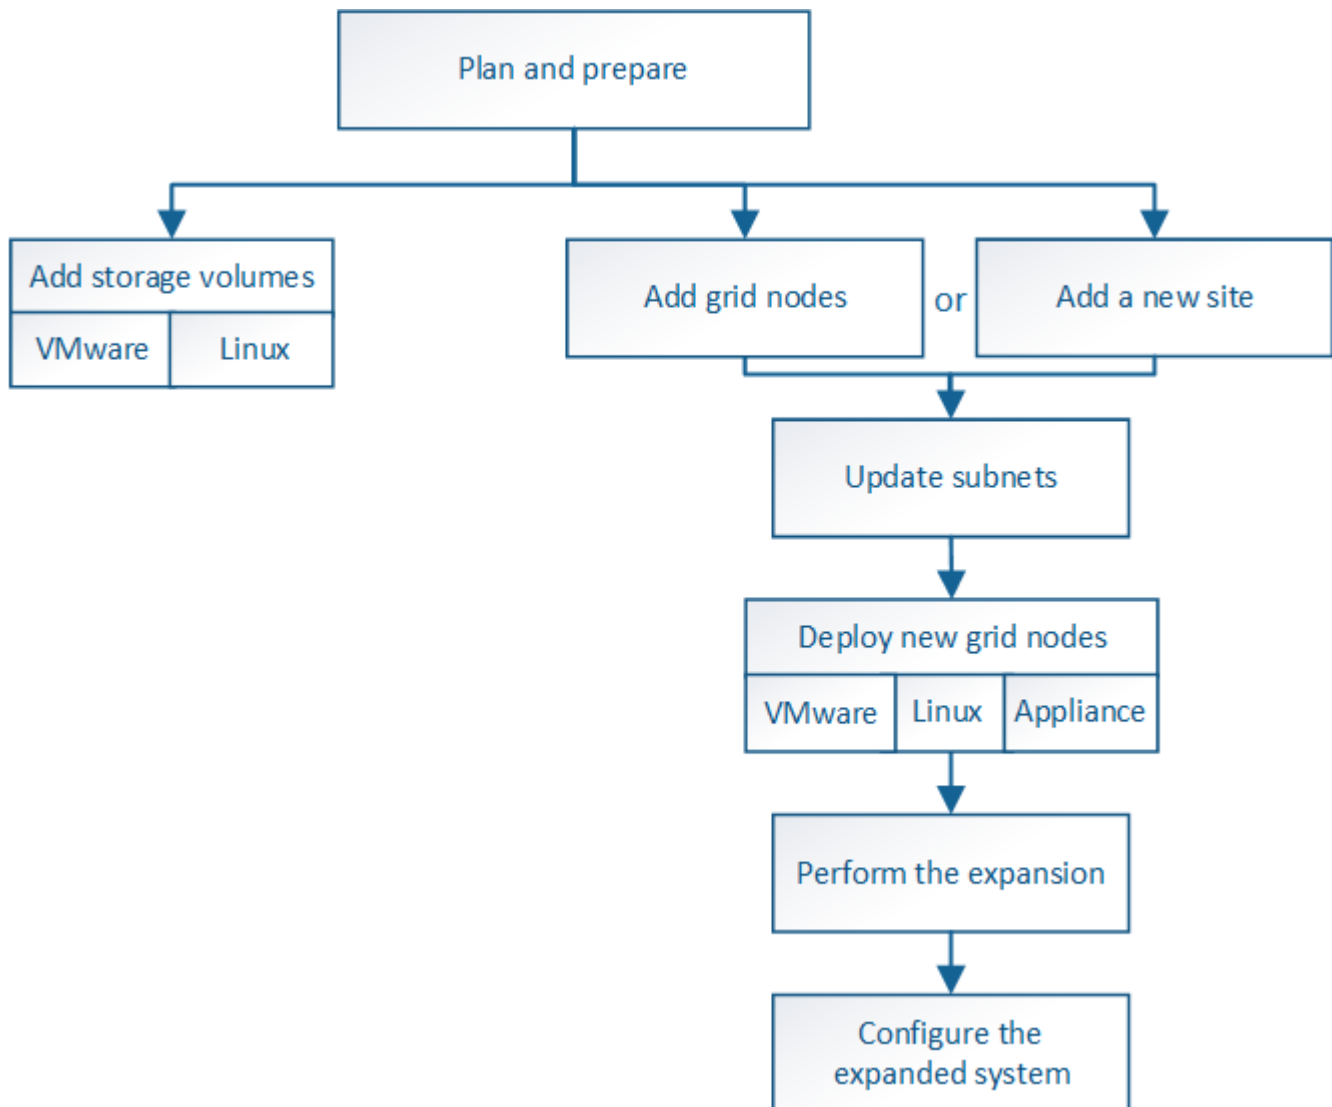 Plan and prepare
Add storage volumes
VMware
Linux
Add grid nodes
or
Add a new site
Update subnets
Deploy new grid nodes
VMware
Linux
Appliance
Perform the expansion
Configure the
expanded system